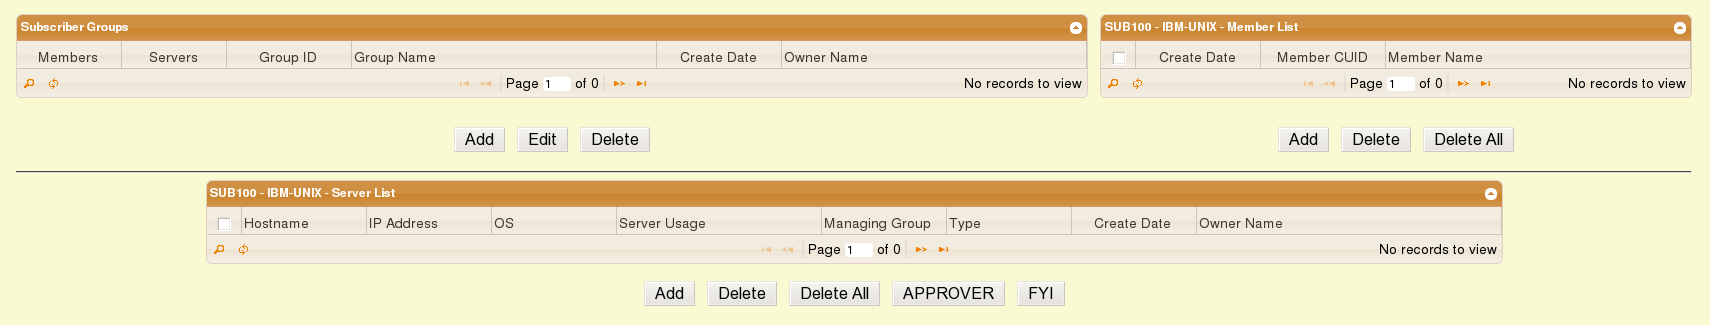 Subscriber Groups
Members Servers Group ID Group Name Create Date Owner Name
Page 1 of 0 No records to view
Add Edit Delete
SUB100 - IBM-UNIX - Member List
Create Date Member CUID Member Name
Page 1 of 0 No records to view
Add Delete Delete All
SUB100 - IBM-UNIX - Server List
Hostname IP Address OS Server Usage Managing Group Type Create Date Owner Name
Page 1 of 0 No records to view
Add Delete Delete All APPROVER FYI